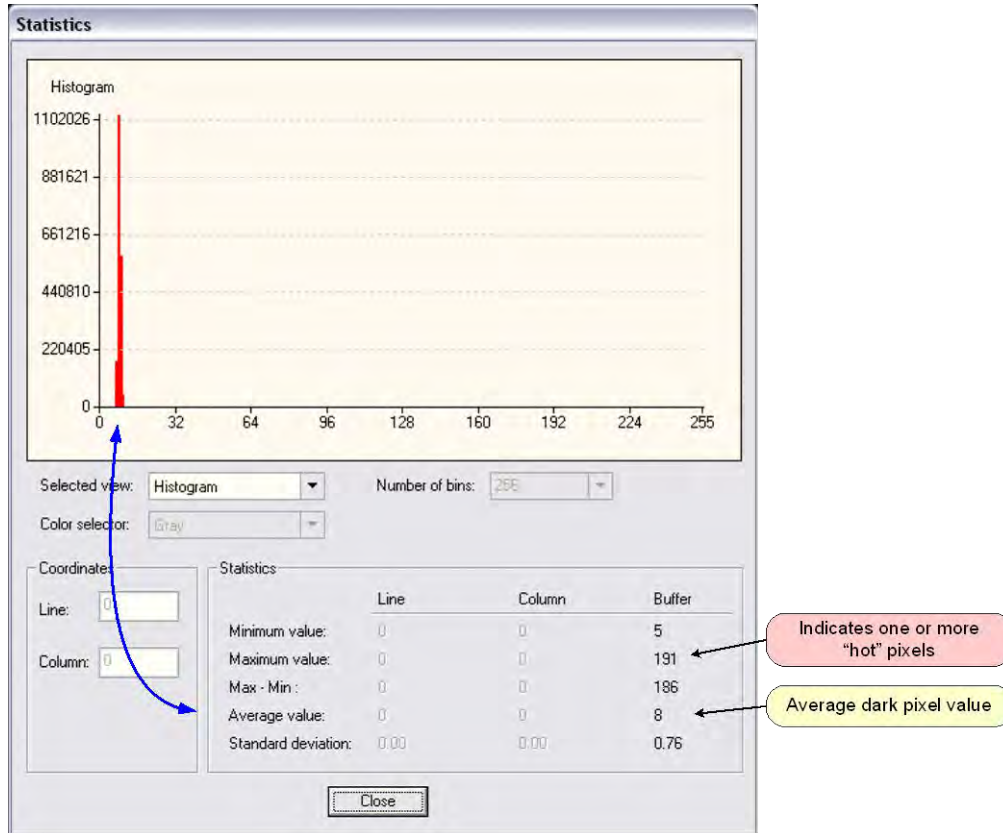 Statistics
Histogram
1102026
881621
661216
440810
220405
0
0 32 64 96 128 160 192 224 255
Selected view: Histogram Number of bins: 256
Color selector: Gray
Coordinates
Line: 0
Column: 0
Statistics
Line Column Buffer
Minimum value: 0 0 5
Maximum value: 0 0 191
Max - Min : 0 0 186
Average value: 0 0 8
Standard deviation: 0.00 0.00 0.76
Close
Indicates one or more
“hot” pixels
Average dark pixel value